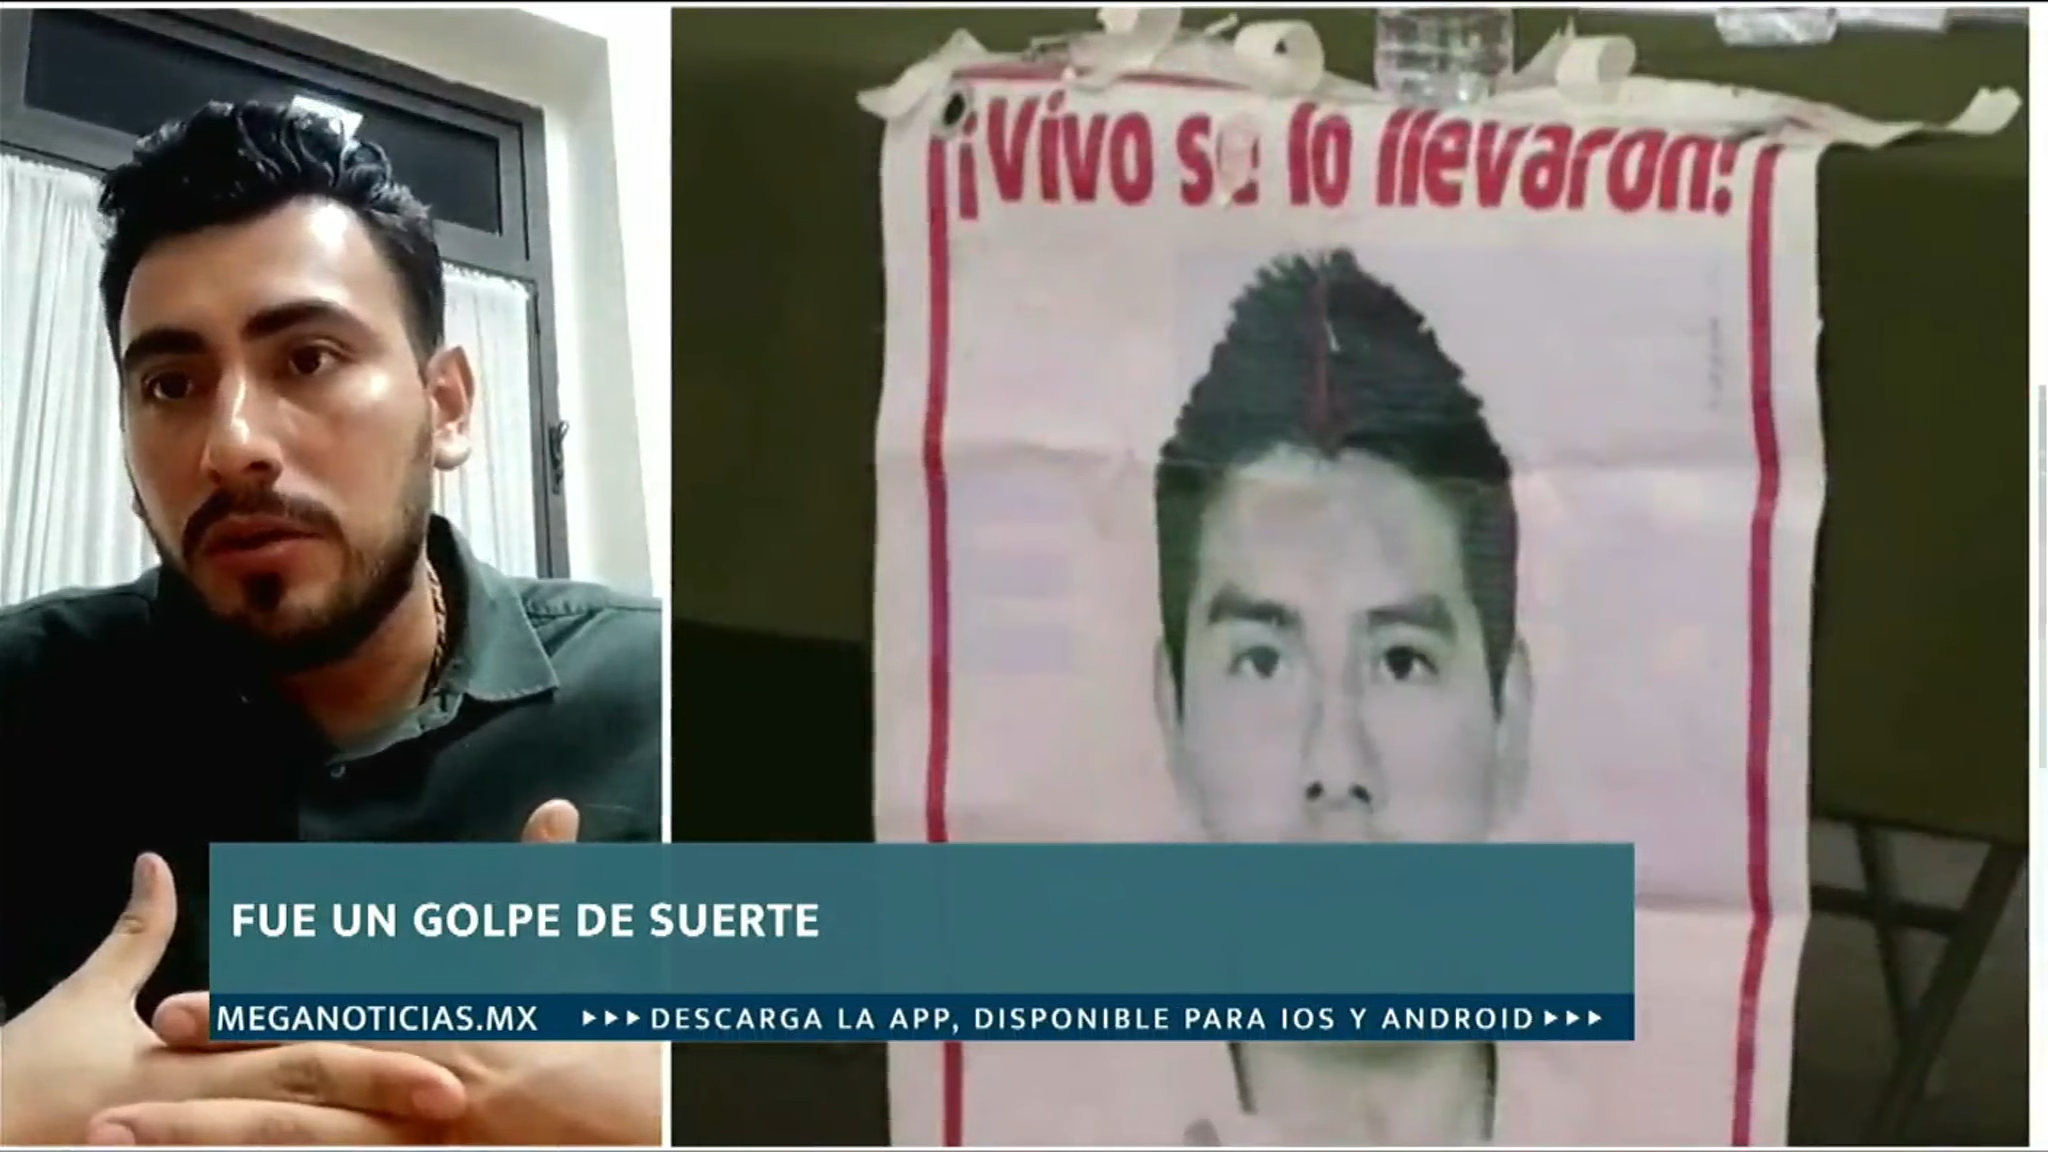 ¡Vivo se lo llevaron!
FUE UN GOLPE DE SUERTE
MEGANOTICIAS.MX
DESCARGA LA APP, DISPONIBLE PARA IOS Y ANDROID